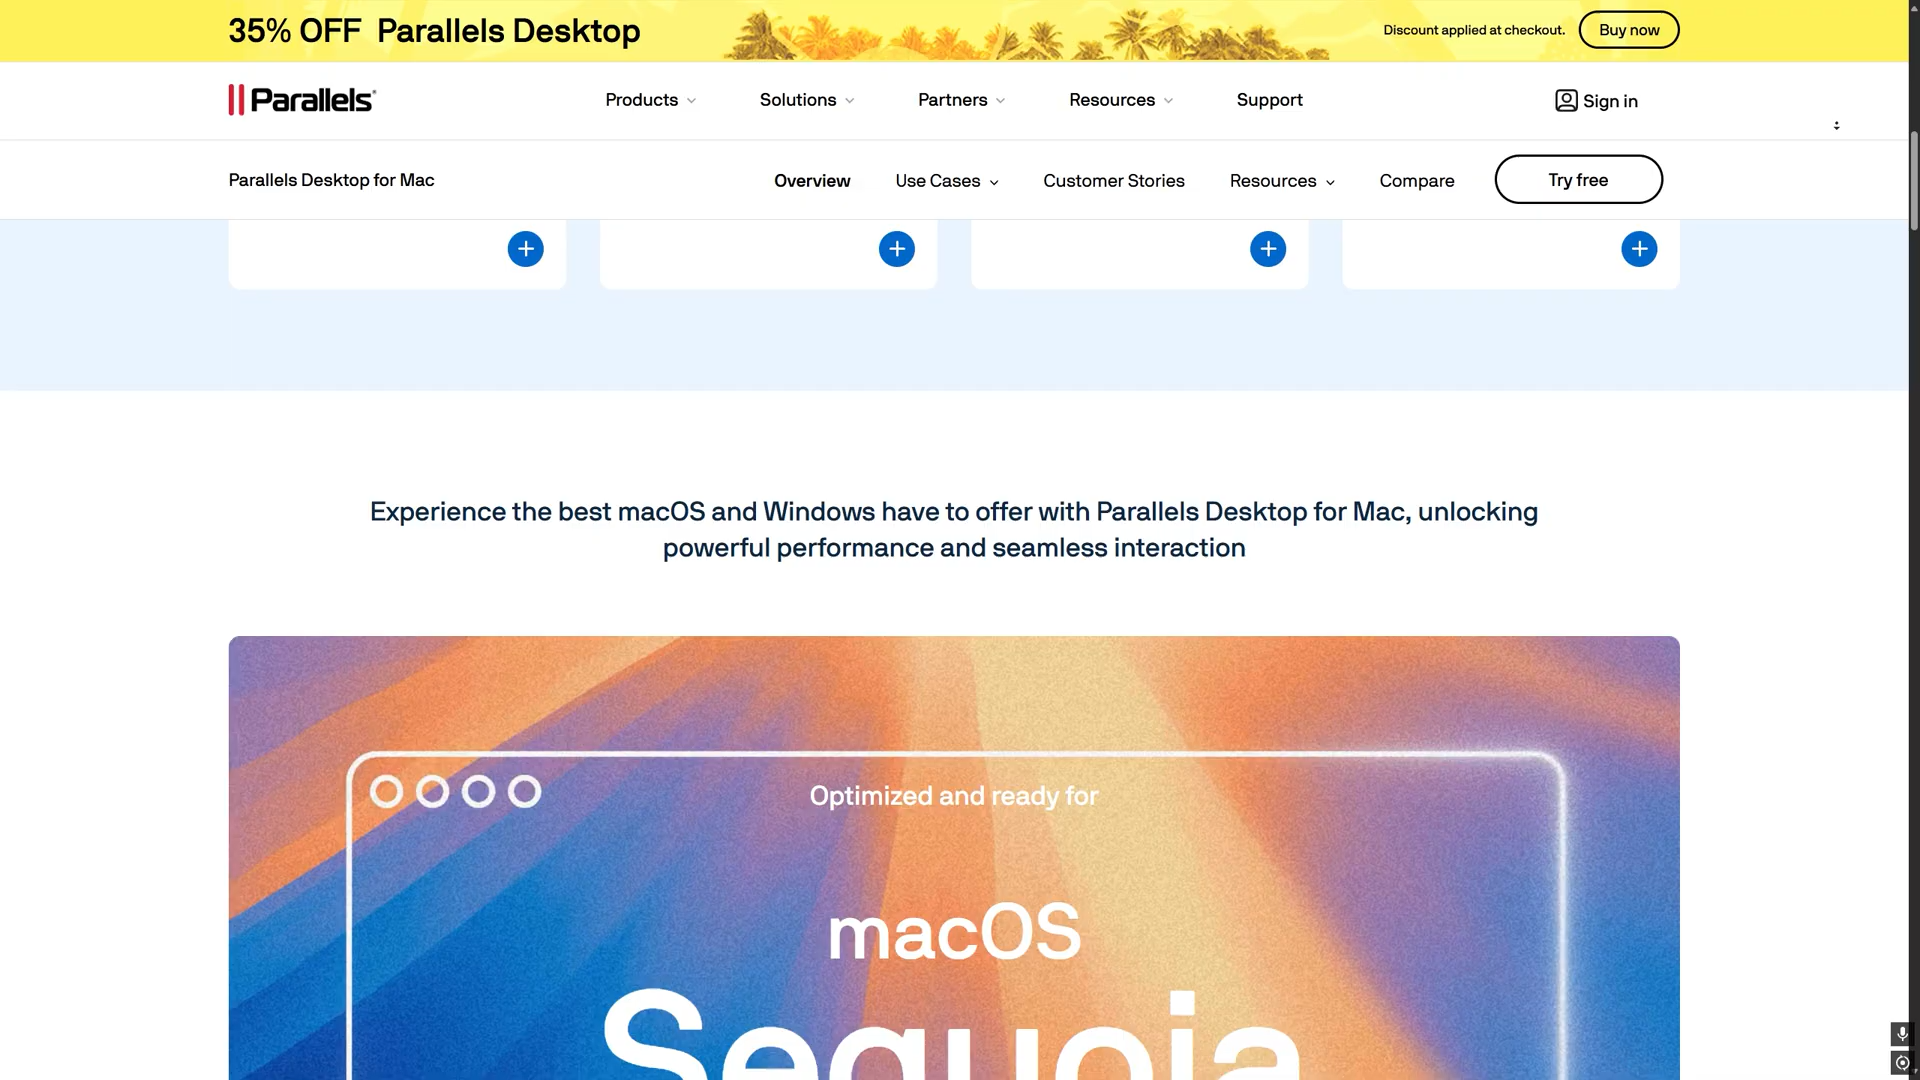 35% OFF Parallels Desktop
Discount applied at checkout.
Buy now
Parallels
Products
Solutions
Partners
Resources
Support
Sign in
Parallels Desktop for Mac
Overview
Use Cases
Customer Stories
Resources
Compare
Try free
Experience the best macOS and Windows have to offer with Parallels Desktop for Mac, unlocking
powerful performance and seamless interaction
Optimized and ready for
macOS
Sequoia